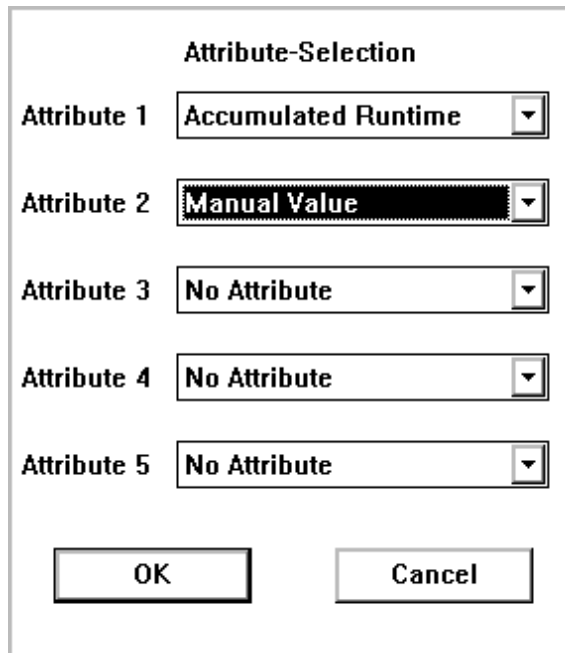 Attribute-Selection
Attribute 1 Accumulated Runtime
Attribute 2 Manual Value
Attribute 3 No Attribute
Attribute 4 No Attribute
Attribute 5 No Attribute
OK Cancel